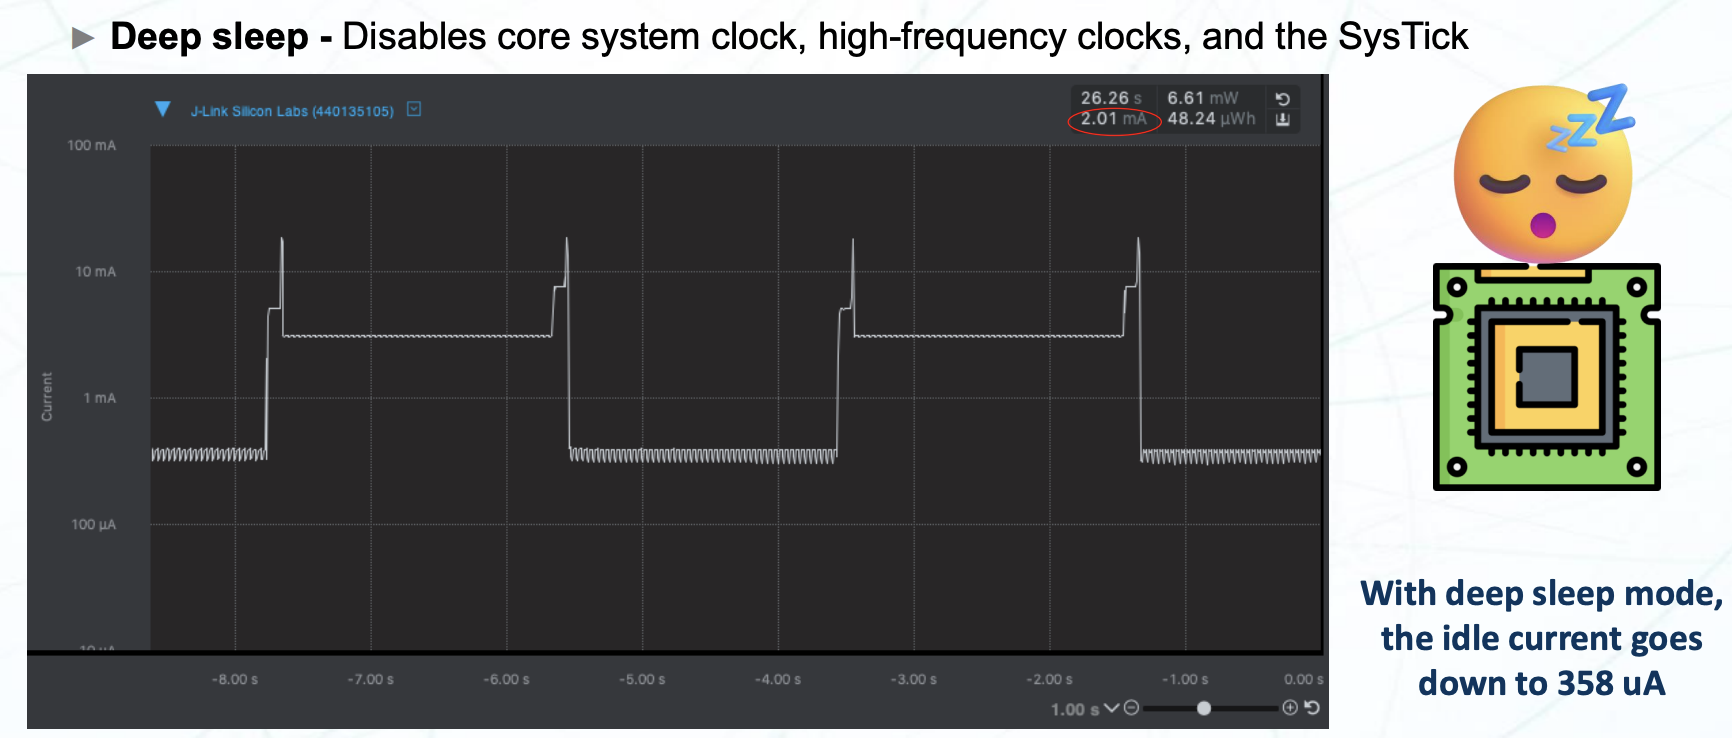 ► Deep sleep - Disables core system clock, high-frequency clocks, and the SysTick
J-Link Silicon Labs (440135105)
26.26 s 6.61 mW
2.01 mA 48.24 µWh
100 mA
10 mA
1 mA
100 µA
10 µA
Current
-8.00 s -7.00 s -6.00 s -5.00 s -4.00 s -3.00 s -2.00 s -1.00 s 0.00 s
1.00 s
zzZ
With deep sleep mode,
the idle current goes
down to 358 uA